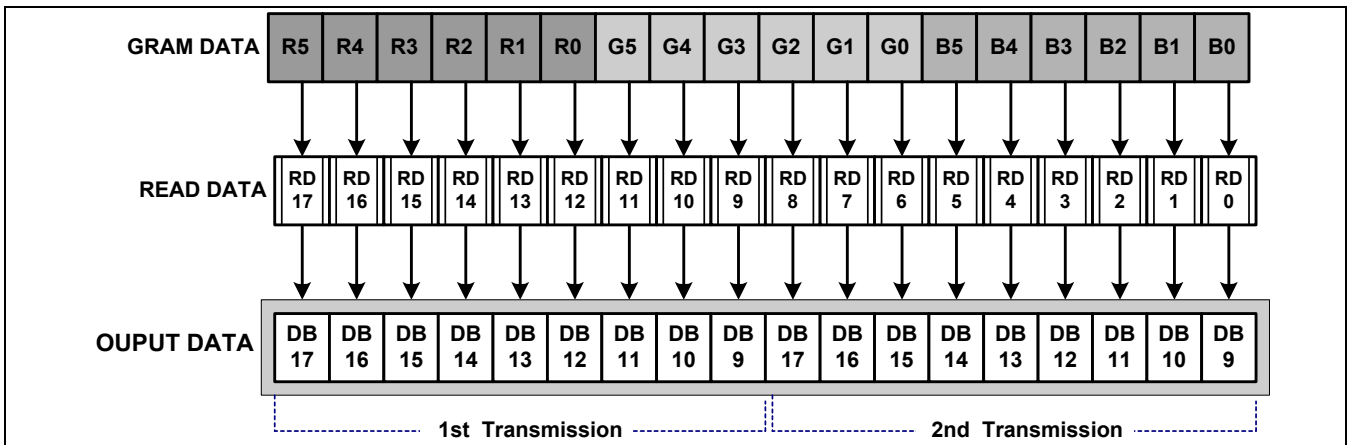 GRAM DATA R5 R4 R3 R2 R1 R0 G5 G4 G3 G2 G1 G0 B5 B4 B3 B2 B1 B0
READ DATA RD 17 RD 16 RD 15 RD 14 RD 13 RD 12 RD 11 RD 10 RD 9 RD 8 RD 7 RD 6 RD 5 RD 4 RD 3 RD 2 RD 1 RD 0
OUPUT DATA DB 17 DB 16 DB 15 DB 14 DB 13 DB 12 DB 11 DB 10 DB 9 DB 17 DB 16 DB 15 DB 14 DB 13 DB 12 DB 11 DB 10 DB 9
1st Transmission 2nd Transmission